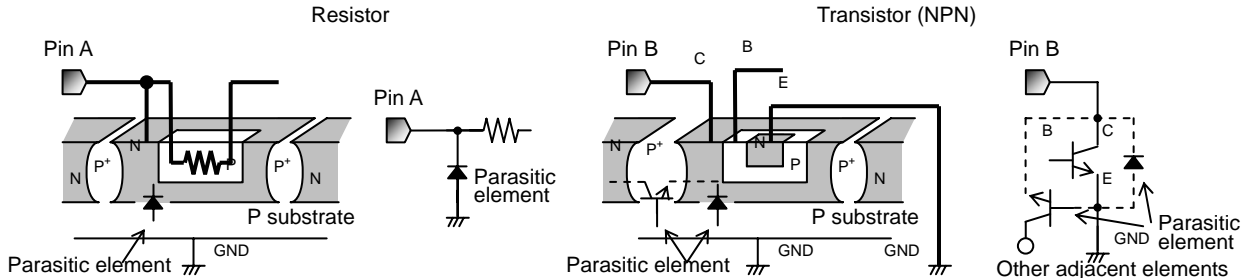 Resistor
Transistor (NPN)
Pin A
Pin B
C
B
E
Pin B
Pin A
N
P+
N
P
P+
N
Parasitic element
P substrate
GND
Parasitic element
N
P+
N
P
P+
N
P substrate
GND
GND
Parasitic element
B
C
E
GND
Parasitic element
Other adjacent elements